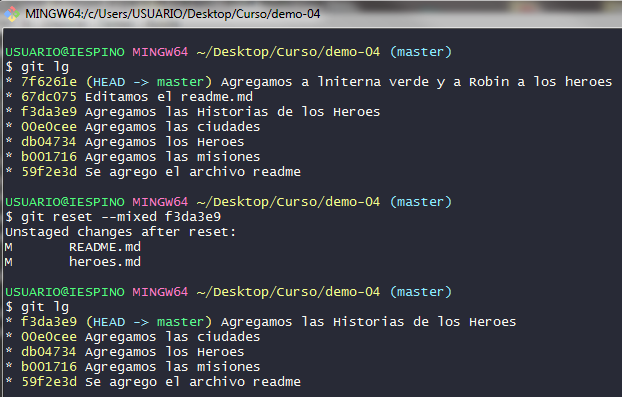 MINGW64:/c/Users/USUARIO/Desktop/Curso/demo-04
USUARIO@IESPINO MINGW64 ~/Desktop/Curso/demo-04 (master)
$ git lg
* 7f6261e (HEAD -> master) Agregamos a lniterna verde y a Robin a los heroes
* 67dc075 Editamos el readme.md
* f3da3e9 Agregamos las Historias de los Heroes
* 00e0cee Agregamos las ciudades
* db04734 Agregamos los Heroes
* b001716 Agregamos las misiones
* 59f2e3d Se agrego el archivo readme
USUARIO@IESPINO MINGW64 ~/Desktop/Curso/demo-04 (master)
$ git reset --mixed f3da3e9
Unstaged changes after reset:
M       README.md
M       heroes.md
USUARIO@IESPINO MINGW64 ~/Desktop/Curso/demo-04 (master)
$ git lg
* f3da3e9 (HEAD -> master) Agregamos las Historias de los Heroes
* 00e0cee Agregamos las ciudades
* db04734 Agregamos los Heroes
* b001716 Agregamos las misiones
* 59f2e3d Se agrego el archivo readme